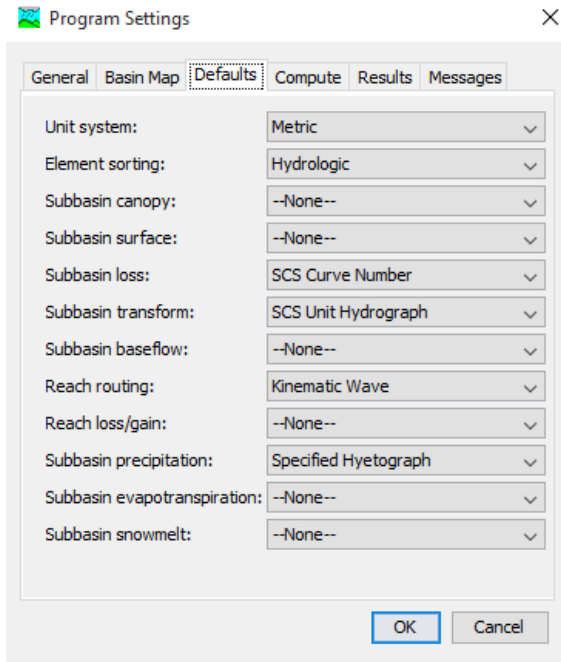 Program Settings
General Basin Map Defaults Compute Results Messages
Unit system: Metric
Element sorting: Hydrologic
Subbasin canopy: --None--
Subbasin surface: --None--
Subbasin loss: SCS Curve Number
Subbasin transform: SCS Unit Hydrograph
Subbasin baseflow: --None--
Reach routing: Kinematic Wave
Reach loss/gain: --None--
Subbasin precipitation: Specified Hyetograph
Subbasin evapotranspiration: --None--
Subbasin snowmelt: --None--
OK Cancel